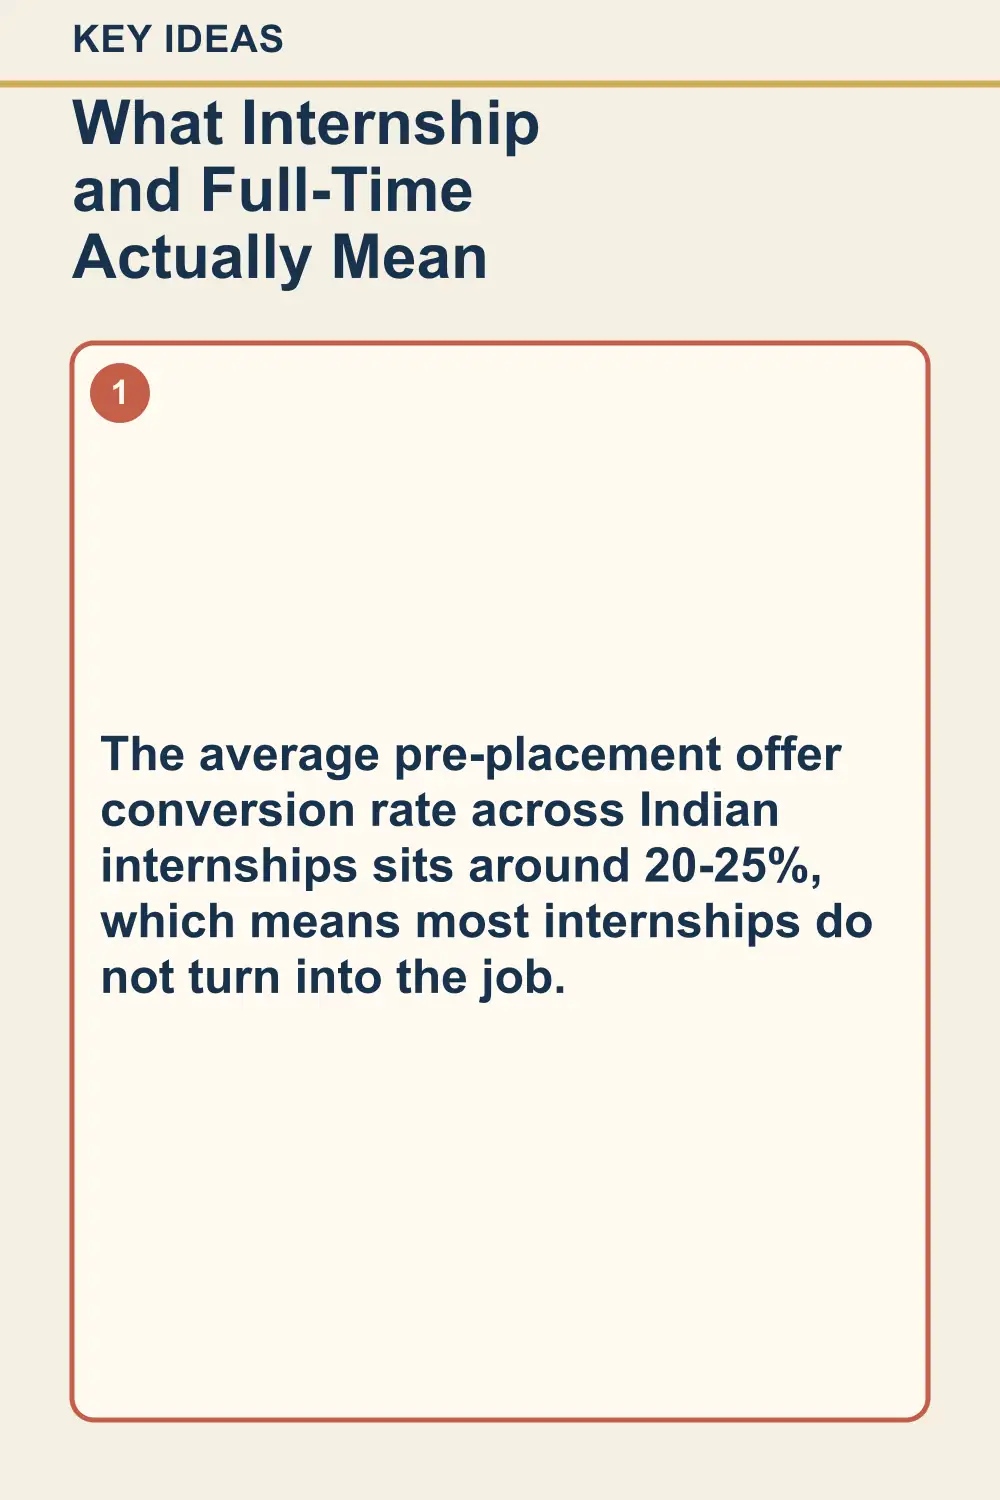 KEY IDEAS
What Internship
and Full-Time
Actually Mean
1
The average pre-placement offer
conversion rate across Indian
internships sits around 20-25%,
which means most internships do
not turn into the job.